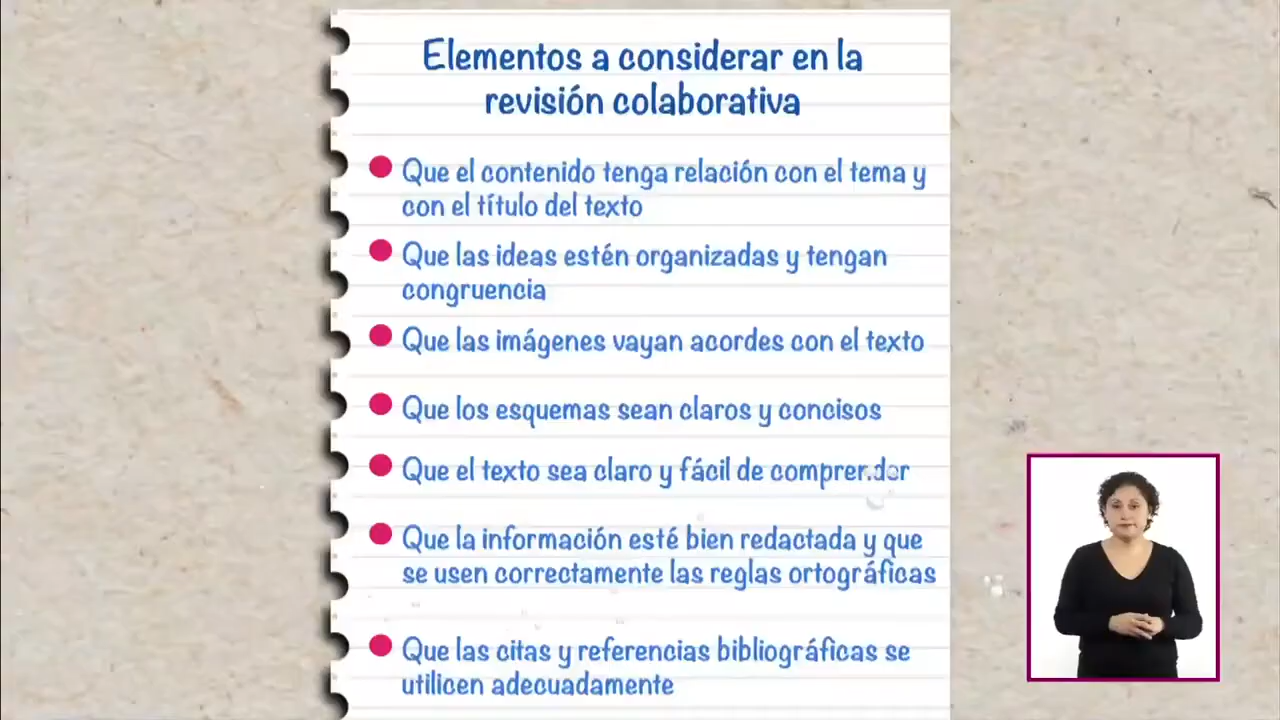 Elementos a considerar en la
revisión colaborativa
Que el contenido tenga relación con el tema y
con el título del texto
Que las ideas estén organizadas y tengan
congruencia
Que las imágenes vayan acordes con el texto
Que los esquemas sean claros y concisos
Que el texto sea claro y fácil de comprender
Que la información esté bien redactada y que
se usen correctamente las reglas ortográficas
Que las citas y referencias bibliográficas se
utilicen adecuadamente